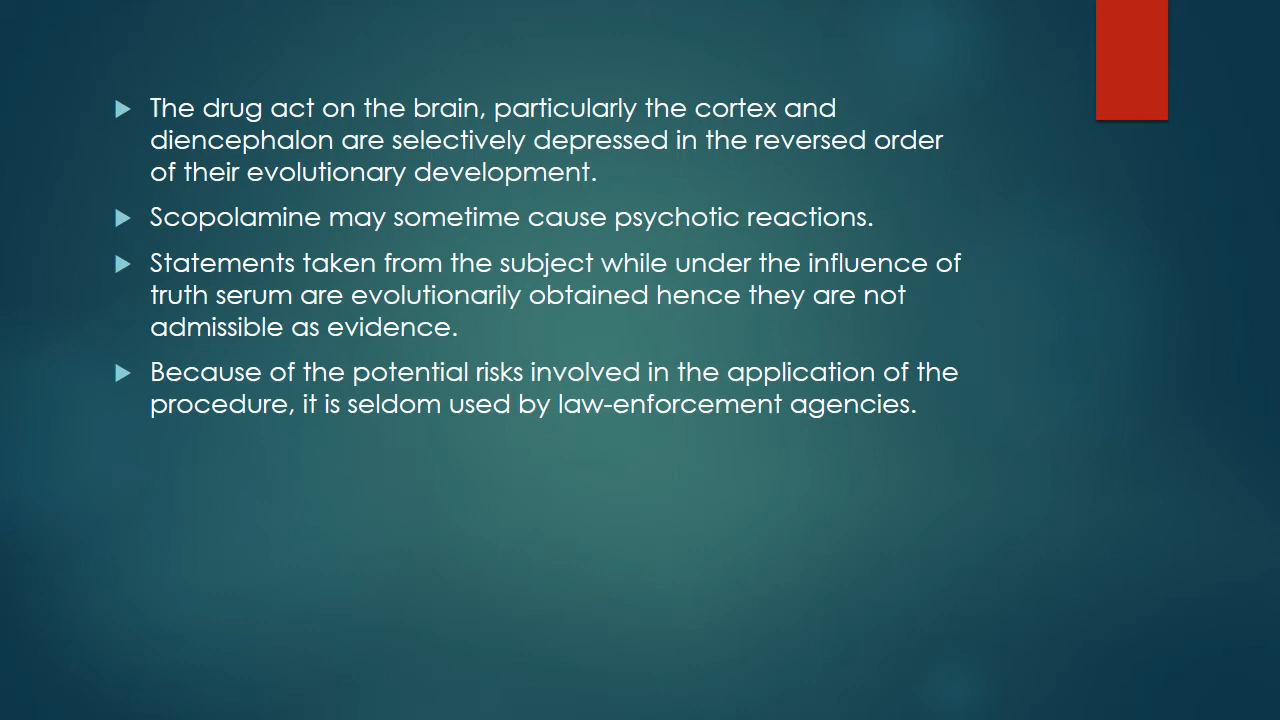 The drug act on the brain, particularly the cortex and
diencephalon are selectively depressed in the reversed order
of their evolutionary development.
Scopolamine may sometime cause psychotic reactions.
Statements taken from the subject while under the influence of
truth serum are evolutionarily obtained hence they are not
admissible as evidence.
Because of the potential risks involved in the application of the
procedure, it is seldom used by law-enforcement agencies.